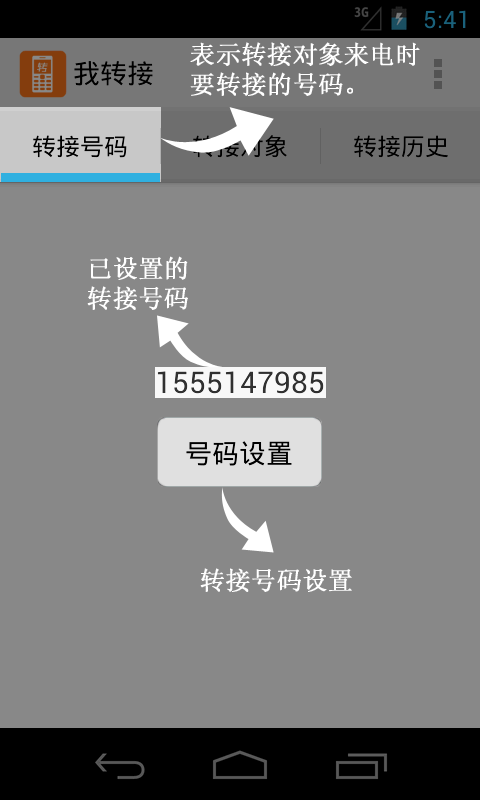 3G
5:41
我转接
表示转接对象来电时
要转接的号码。
转接号码
转接对象
转接历史
已设置的
转接号码
1555147985
号码设置
转接号码设置